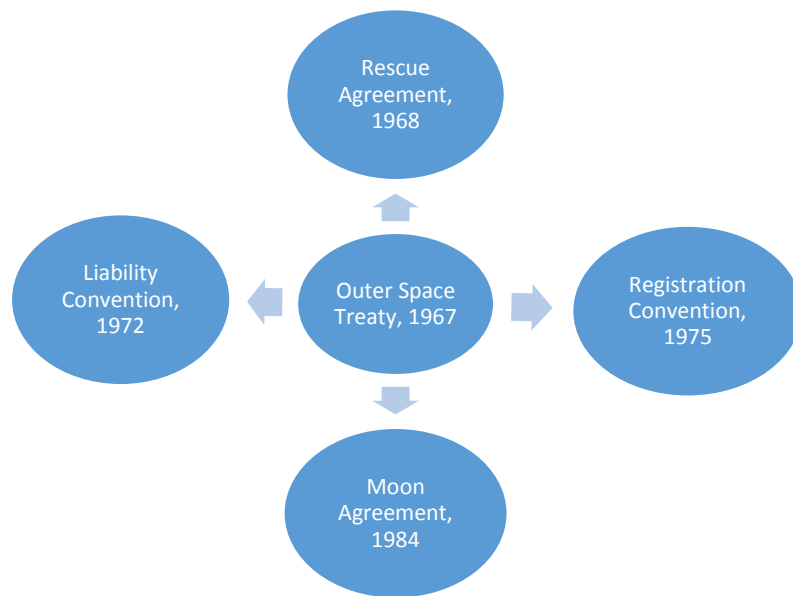 Rescue
Agreement,
1968
Liability
Convention,
1972
Outer Space
Treaty, 1967
Registration
Convention,
1975
Moon
Agreement,
1984